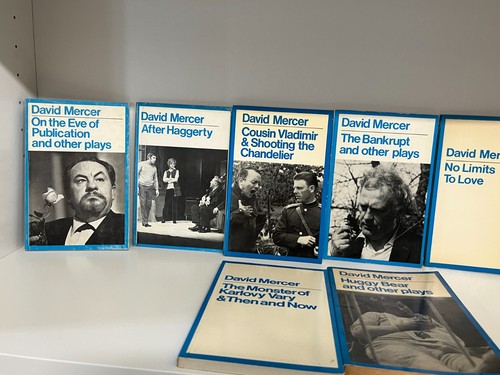 David Mercer
On the Eve of
Publication
and other plays
David Mercer
After Haggerty
David Mercer
Cousin Vladimir
& Shooting the
Chandelier
David Mercer
The Bankrupt
and other plays
David Mercer
No Limits
To Love
David Mercer
The Monster of
Karlovy Vary
& Then and Now
David Mercer
Huggy Bear
and other plays